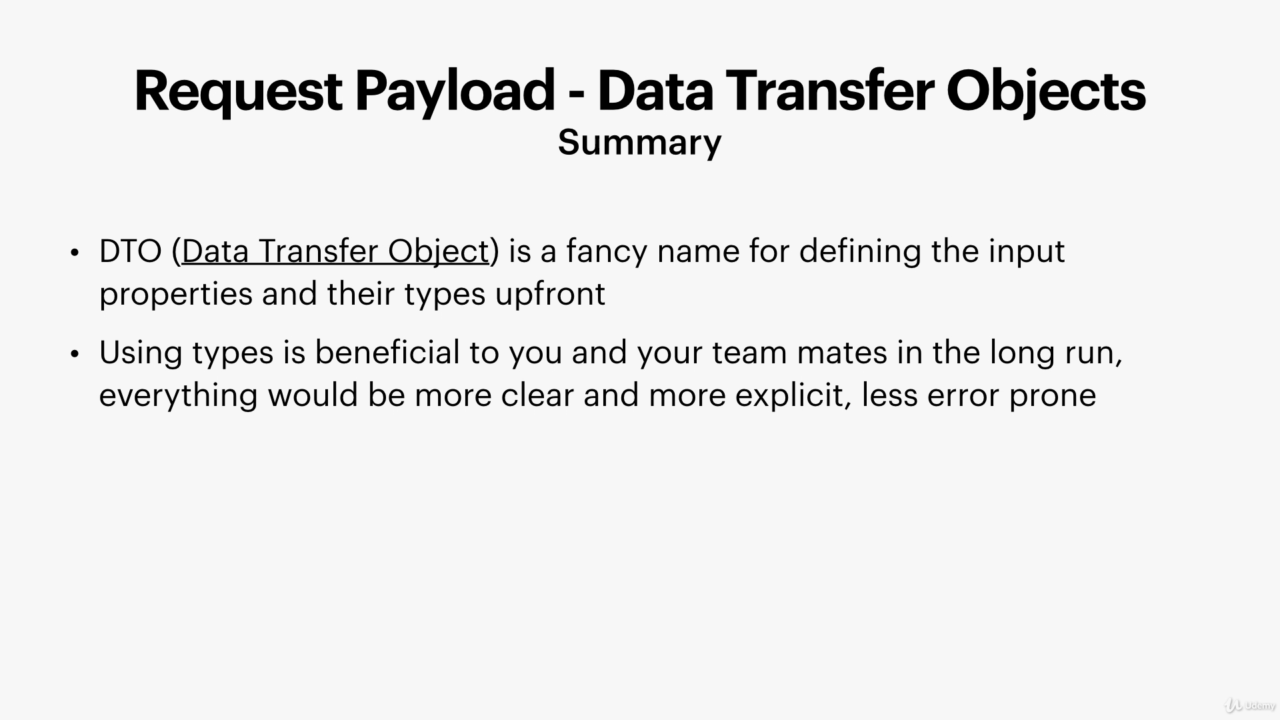 Request Payload - Data Transfer Objects
Summary
• DTO (Data Transfer Object) is a fancy name for defining the input
properties and their types upfront
• Using types is beneficial to you and your team mates in the long run,
everything would be more clear and more explicit, less error prone
Udemy